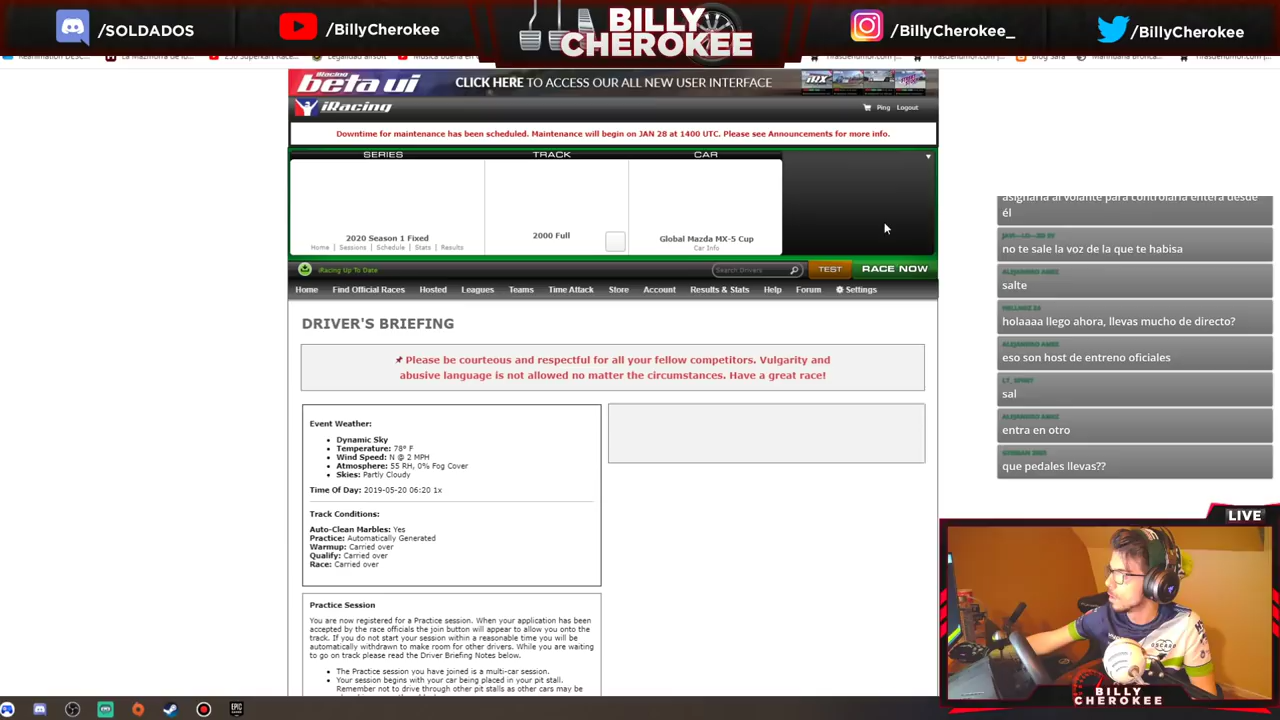 /SOLDADOS
/BillyCherokee
BILLY
CHEROKEE
/BillyCherokee_
/BillyCherokee
iRacing
beta ui
CLICK HERE TO ACCESS OUR ALL NEW USER INTERFACE
iRacing
Ping Logout
Downtime for maintenance has been scheduled. Maintenance will begin on JAN 28 at 1400 UTC. Please see Announcements for more info.
SERIES TRACK CAR
2020 Season 1 Fixed
Home | Sessions | Schedule | Stats | Results
2000 Full
Global Mazda MX-5 Cup
Car Info
iRacing Up To Date
Search Drivers
TEST
RACE NOW
Home Find Official Races Hosted Leagues Teams Time Attack Store Account Results & Stats Help Forum Settings
DRIVER'S BRIEFING
Please be courteous and respectful for all your fellow competitors. Vulgarity and
abusive language is not allowed no matter the circumstances. Have a great race!
Event Weather:
• Dynamic Sky
• Temperature: 78° F
• Wind Speed: N @ 2 MPH
• Atmosphere: 55 RH, 0% Fog Cover
• Skies: Partly Cloudy
Time Of Day: 2019-05-20 06:20 1x
Track Conditions:
Auto-Clean Marbles: Yes
Practice: Automatically Generated
Warmup: Carried over
Qualify: Carried over
Race: Carried over
Practice Session
You are now registered for a Practice session. When your application has been
accepted by the race officials the join button will appear to allow you onto the
track. If you do not start your session within a reasonable time you will be
automatically withdrawn to make room for other drivers. While you are waiting
to go on track please read the Driver Briefing Notes below.
• The Practice session you have joined is a multi-car session.
• Your session begins with your car being placed in your pit stall.
Remember not to drive through other pit stalls as other cars may be
asignarla al volante para controlarla entera desde
él
no te sale la voz de la que te habisa
salte
holaaaa llego ahora, llevas mucho de directo?
eso son host de entreno oficiales
sal
entra en otro
que pedales llevas??
LIVE
BILLY
CHEROKEE